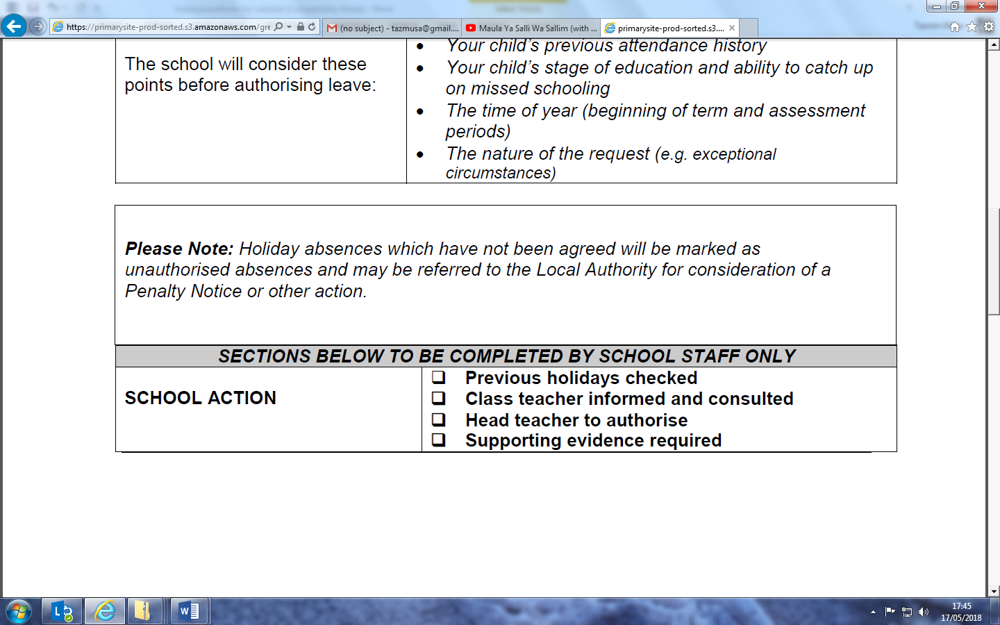 https://primarysite-prod-sorted.s3.amazonaws.com/gre
(no subject) - tazmusa@gmail....
Maula Ya Salli Wa Sallim (with ...
primarysite-prod-sorted.s3....
The school will consider these
points before authorising leave:
• Your child's previous attendance history
• Your child's stage of education and ability to catch up
on missed schooling
• The time of year (beginning of term and assessment
periods)
• The nature of the request (e.g. exceptional
circumstances)
Please Note: Holiday absences which have not been agreed will be marked as
unauthorised absences and may be referred to the Local Authority for consideration of a
Penalty Notice or other action.
SECTIONS BELOW TO BE COMPLETED BY SCHOOL STAFF ONLY
SCHOOL ACTION
❑ Previous holidays checked
❑ Class teacher informed and consulted
❑ Head teacher to authorise
❑ Supporting evidence required
17:45
17/05/2018